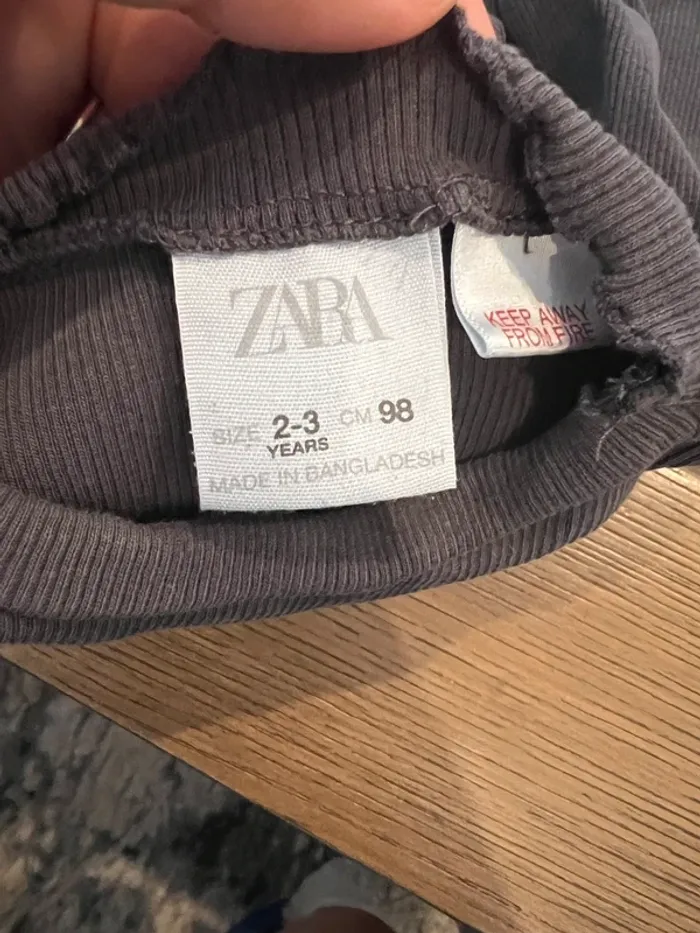 ZARA
SIZE 2-3 CM 98
YEARS
MADE IN BANGLADESH
KEEP AWAY
FROM FIRE